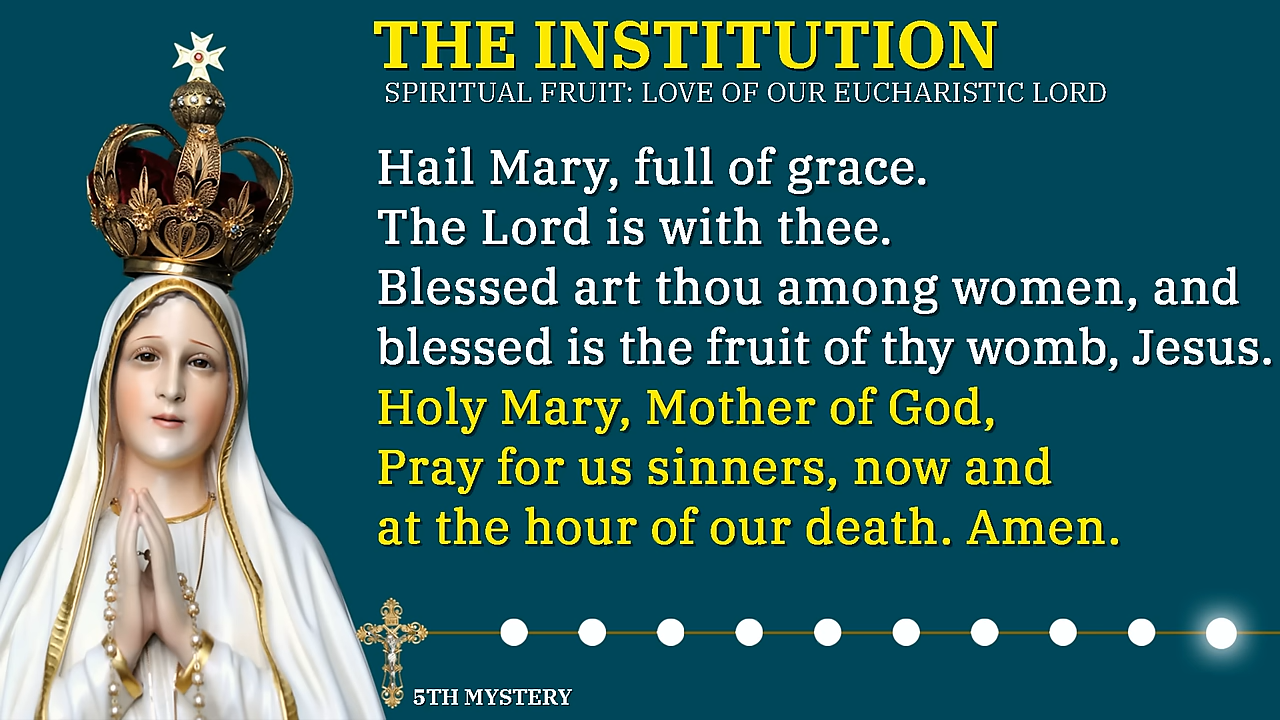 THE INSTITUTION
SPIRITUAL FRUIT: LOVE OF OUR EUCHARISTIC LORD
Hail Mary, full of grace.
The Lord is with thee.
Blessed art thou among women, and
blessed is the fruit of thy womb, Jesus.
Holy Mary, Mother of God,
Pray for us sinners, now and
at the hour of our death. Amen.
5TH MYSTERY